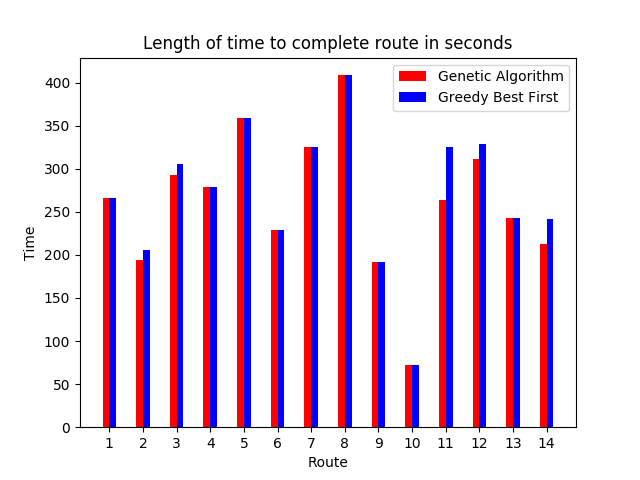 Length of time to complete route in seconds
Genetic Algorithm
Greedy Best First
400
350
300
250
200
150
100
50
0
Time
1 2 3 4 5 6 7 8 9 10 11 12 13 14
Route